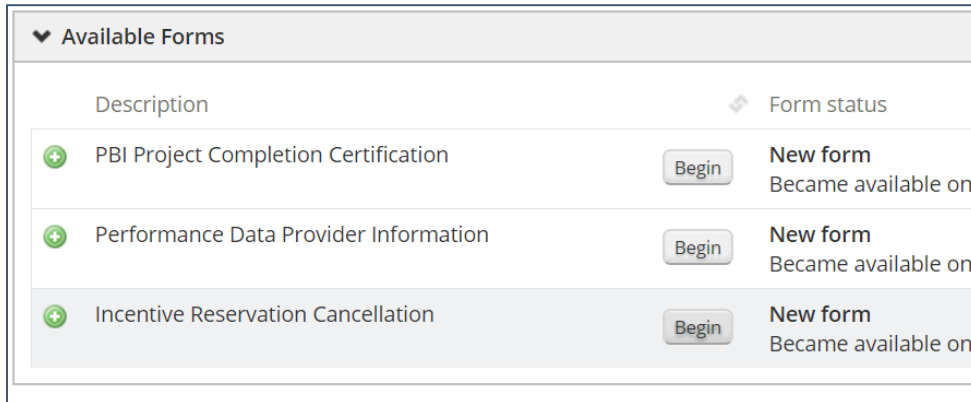 Available Forms
Description Form status
PBI Project Completion Certification Begin New form
Became available on
Performance Data Provider Information Begin New form
Became available on
Incentive Reservation Cancellation Begin New form
Became available on